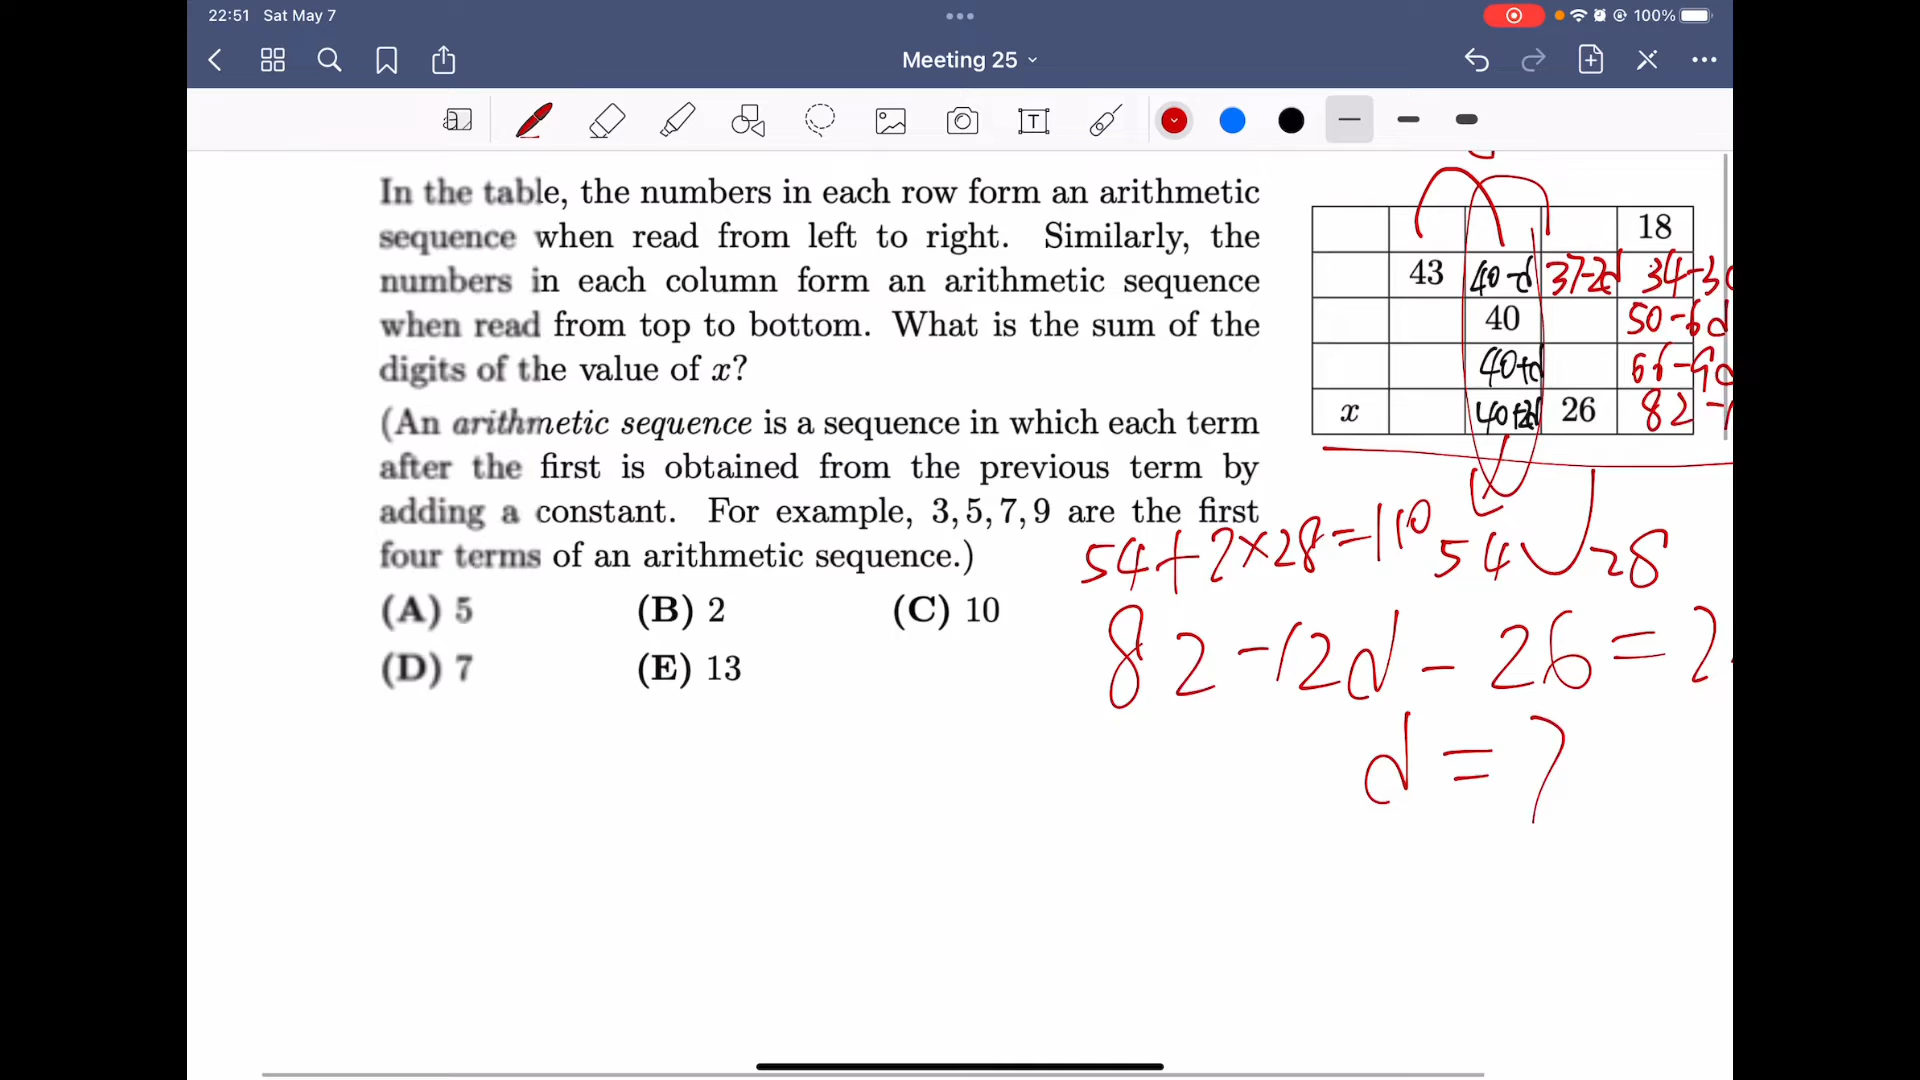 22:51 Sat May 7
100%
Meeting 25
In the table, the numbers in each row form an arithmetic
sequence when read from left to right. Similarly, the
numbers in each column form an arithmetic sequence
when read from top to bottom. What is the sum of the
digits of the value of x?
(An arithmetic sequence is a sequence in which each term
after the first is obtained from the previous term by
adding a constant. For example, 3, 5, 7, 9 are the first
four terms of an arithmetic sequence.)
(A) 5 (B) 2 (C) 10
(D) 7 (E) 13
18
43 40-d 37-2d 34-3
40 50-6d
40+d 66-9d
x 40+2d 26 82-
54+2×28=110 54 28
82-12d-26=2
d=7